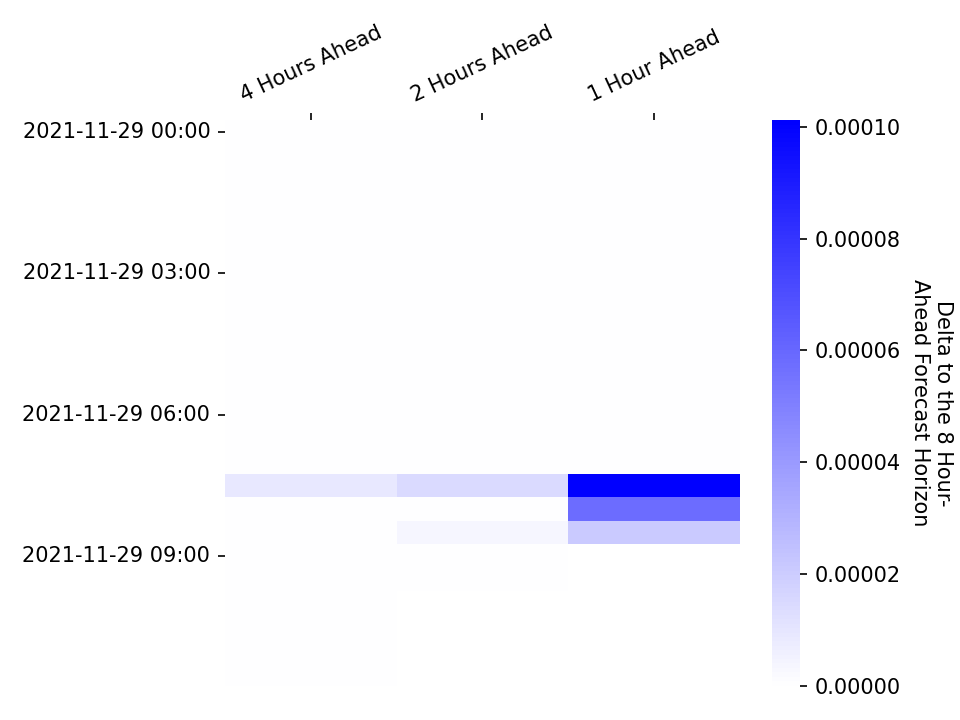 4 Hours Ahead
2 Hours Ahead
1 Hour Ahead
2021-11-29 00:00
2021-11-29 03:00
2021-11-29 06:00
2021-11-29 09:00
0.00010
0.00008
0.00006
0.00004
0.00002
0.00000
Delta to the 8 Hour-
Ahead Forecast Horizon